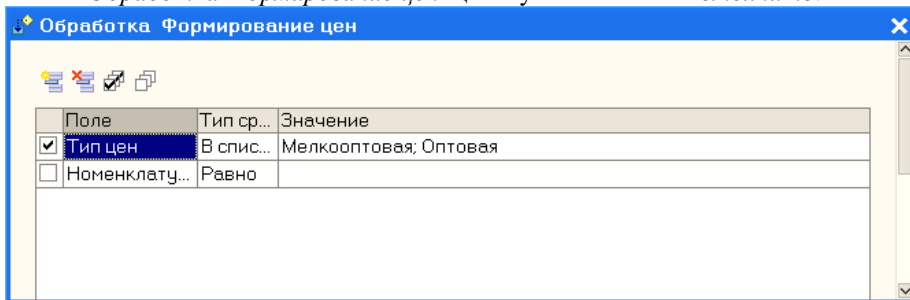 Обработка Формирование цен
Поле Тип ср... Значение
Тип цен В спис... Мелкооптовая; Оптовая
Номенклату... Равно